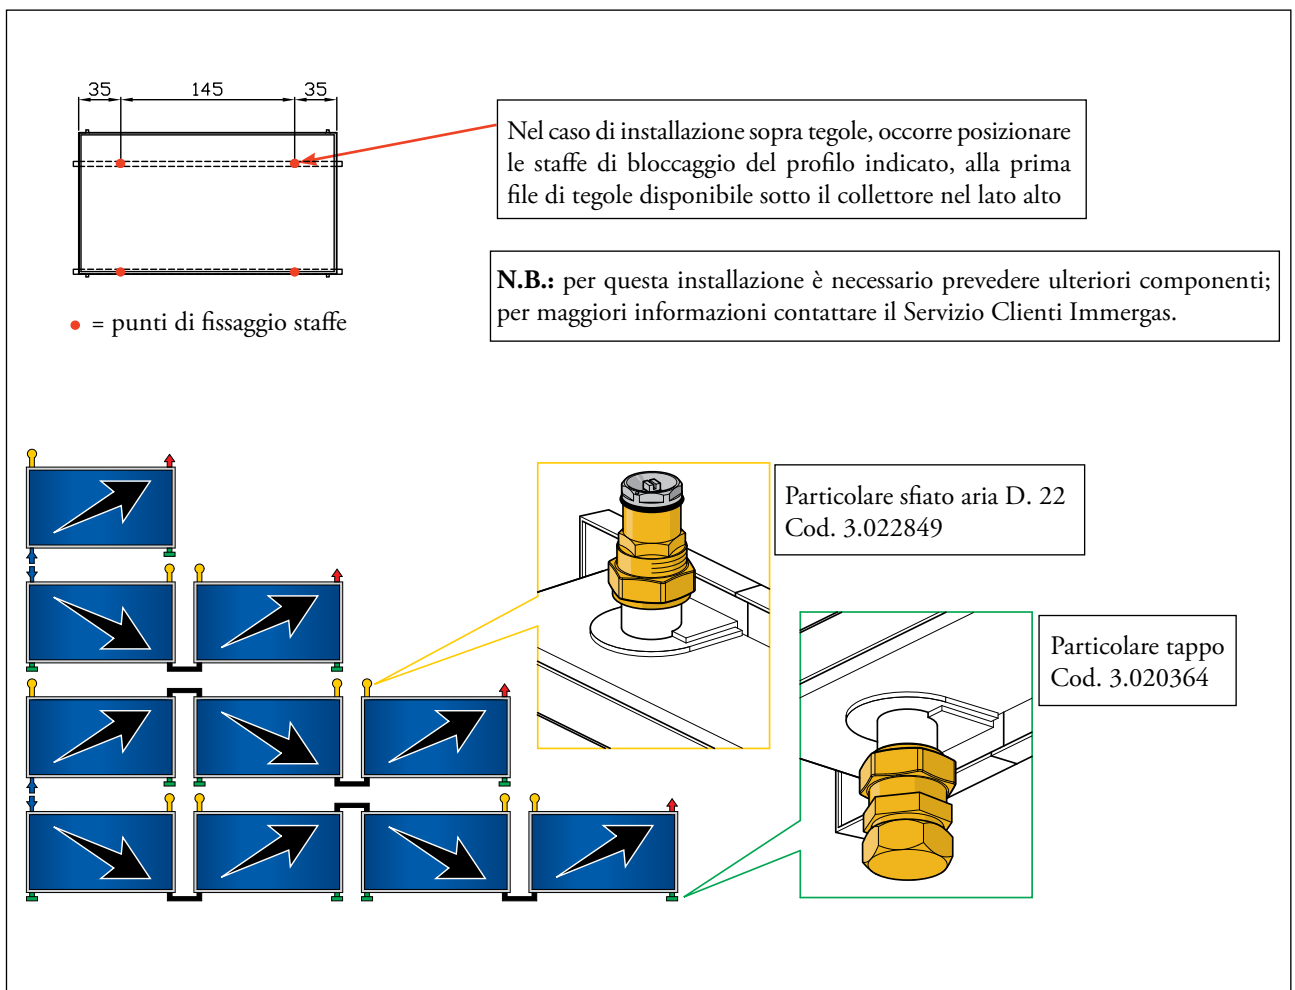 35 145 35
Nel caso di installazione sopra tegole, occorre posizionare
le staffe di bloccaggio del profilo indicato, alla prima
file di tegole disponibile sotto il collettore nel lato alto
N.B.: per questa installazione è necessario prevedere ulteriori componenti;
per maggiori informazioni contattare il Servizio Clienti Immergas.
= punti di fissaggio staffe
Particolare sfiato aria D. 22
Cod. 3.022849
Particolare tappo
Cod. 3.020364